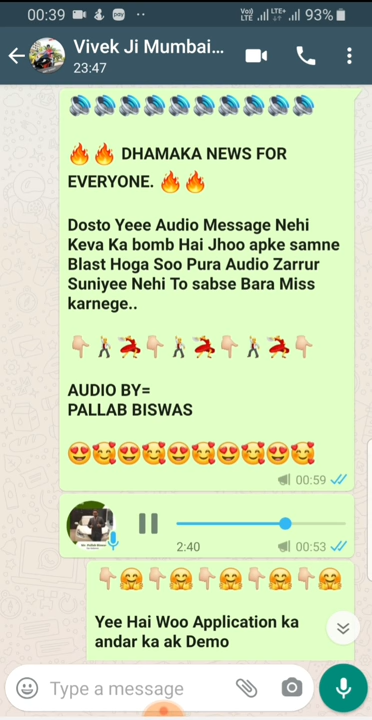 00:39 93%
Vivek Ji Mumbai...
23:47
🔊🔊🔊🔊🔊🔊🔊🔊🔊🔊
🔥🔥 DHAMAKA NEWS FOR
EVERYONE. 🔥🔥
Dosto Yeee Audio Message Nehi
Keva Ka bomb Hai Jhoo apke samne
Blast Hoga Soo Pura Audio Zarrur
Suniyee Nehi To sabse Bara Miss
karnege..
👇🏻🕺💃👇🏻🕺💃👇🏻🕺💃👇🏻
AUDIO BY=
PALLAB BISWAS
😍🥰😍🥰😍🥰😍🥰😍🥰
00:59
2:40 00:53
👇🏻🤗👇🏻🤗👇🏻🤗👇🏻🤗👇🏻🤗
Yee Hai Woo Application ka
andar ka ak Demo
Type a message